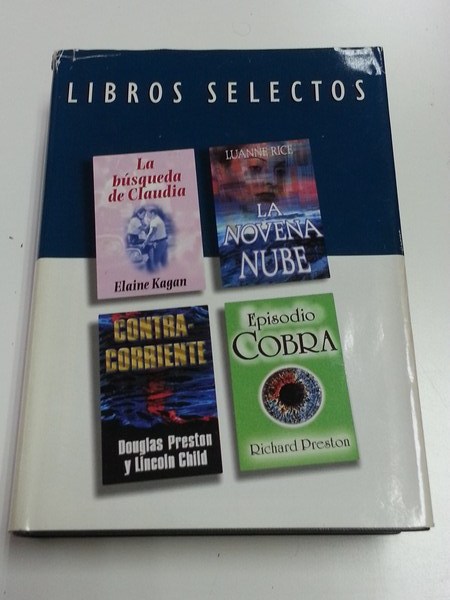 LIBROS SELECTOS
La
búsqueda
de Claudia
Elaine Kagan
LUANNE RICE
LA
NOVENA
NUBE
CONTRA-
CORRIENTE
Douglas Preston
y Lincoln Child
Episodio
COBRA
Richard Preston